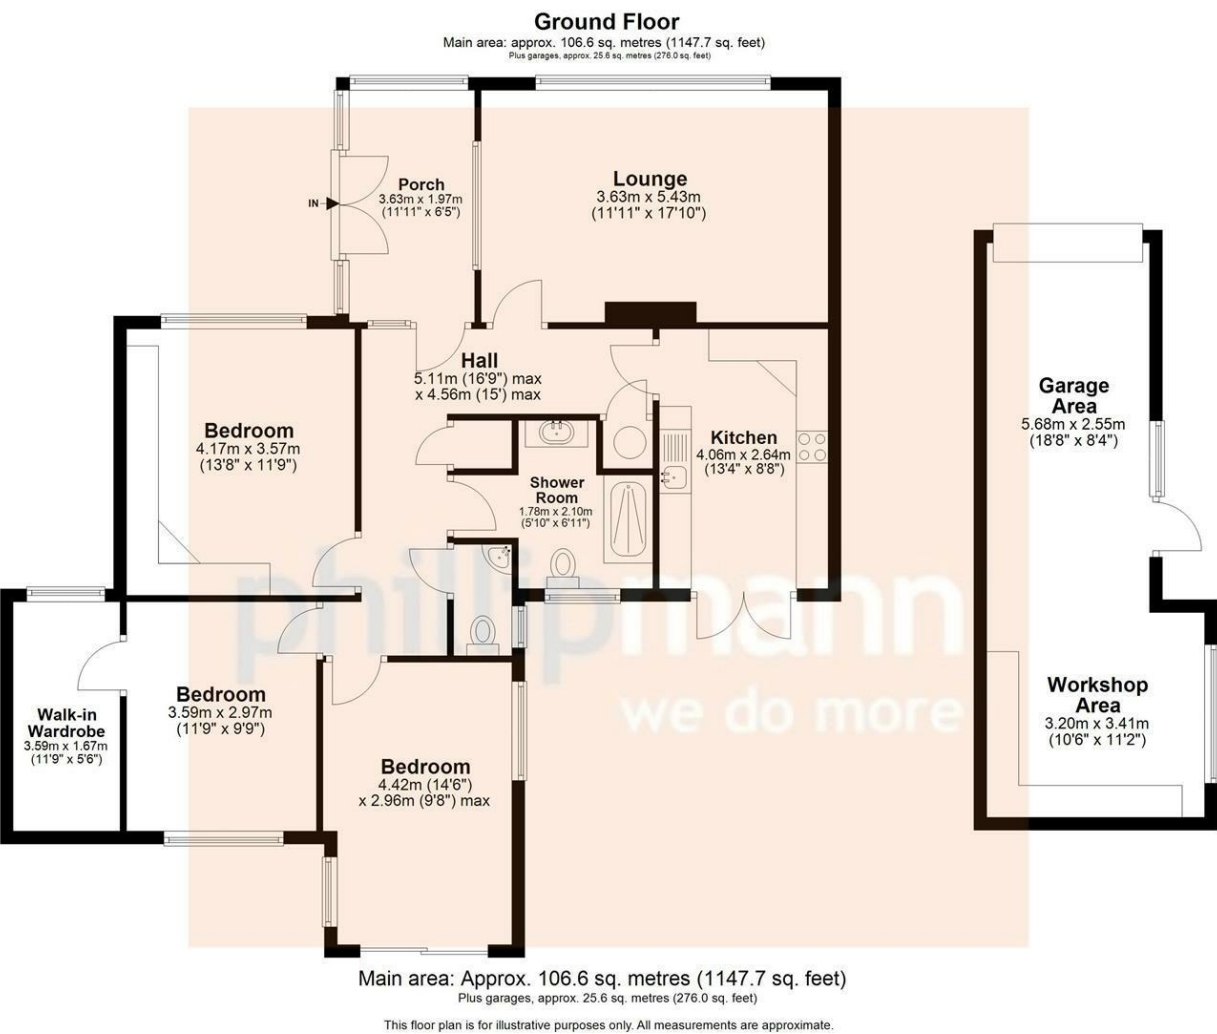 Ground Floor
Main area: approx. 106.6 sq. metres (1147.7 sq. feet)
Plus garages, approx. 25.6 sq. metres (276.0 sq. feet)
Porch
3.63m x 1.97m
(11'11" x 6'5")
IN
Lounge
3.63m x 5.43m
(11'11" x 17'10")
Hall
5.11m (16'9") max
x 4.56m (15') max
Bedroom
4.17m x 3.57m
(13'8" x 11'9")
Kitchen
4.06m x 2.64m
(13'4" x 8'8")
Shower
Room
1.78m x 2.10m
(5'10" x 6'11")
Garage
Area
5.68m x 2.55m
(18'8" x 8'4")
phillipmann
we do more
Walk-in
Wardrobe
3.59m x 1.67m
(11'9" x 5'6")
Bedroom
3.59m x 2.97m
(11'9" x 9'9")
Bedroom
4.42m (14'6")
x 2.96m (9'8") max
Workshop
Area
3.20m x 3.41m
(10'6" x 11'2")
Main area: Approx. 106.6 sq. metres (1147.7 sq. feet)
Plus garages, approx. 25.6 sq. metres (276.0 sq. feet)
This floor plan is for illustrative purposes only. All measurements are approximate.